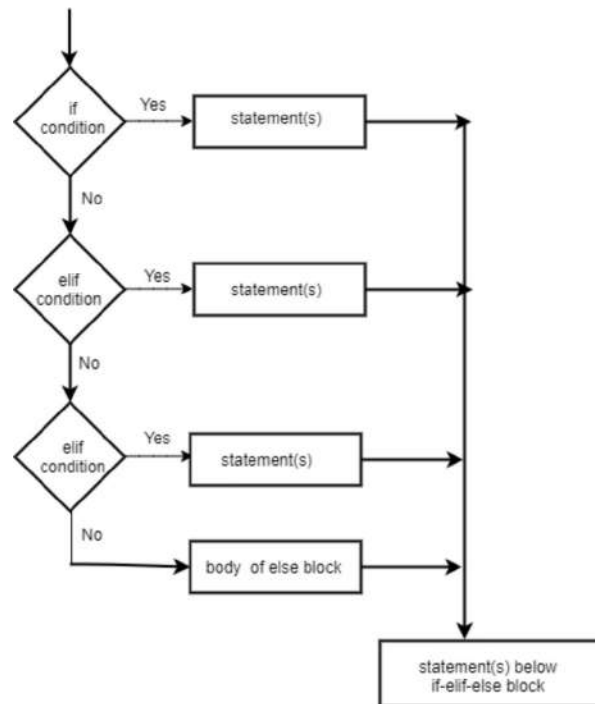 if
condition
Yes
statement(s)
No
elif
condition
Yes
statement(s)
No
elif
condition
Yes
statement(s)
No
body of else block
statement(s) below
if-elif-else block